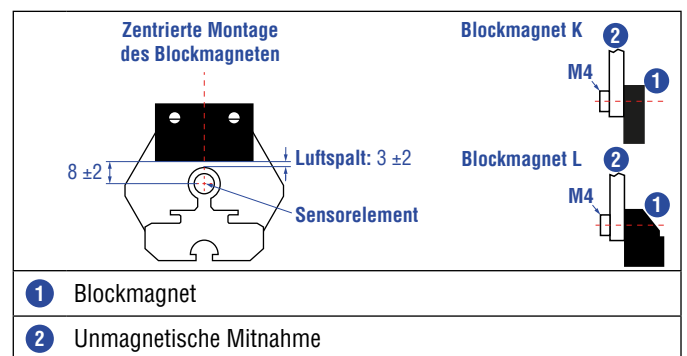 Zentrierte Montage
des Blockmagneten
8 ±2
Luftspalt: 3 ±2
Sensorelement
Blockmagnet K
2
M4
1
Blockmagnet L
2
M4
1
1 Blockmagnet
2 Unmagnetische Mitnahme